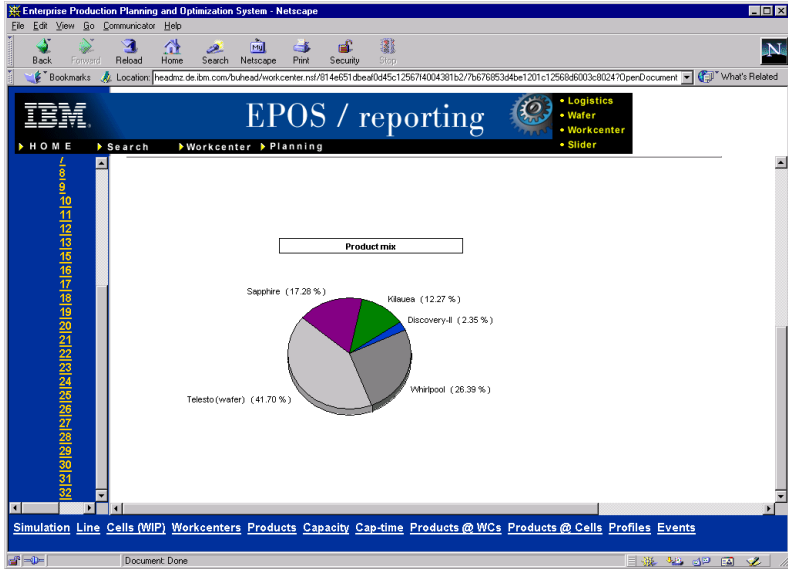 Enterprise Production Planning and Optimization System - Netscape
File Edit View Go Communicator Help
Back Forward Reload Home Search Netscape Print Security Stop
Bookmarks Location: headmz.de.ibm.com/buhead/workcenter.nsf/814e651dbeaf0d45c12567f4004381b2/7b676853d4be1201c12568d6003c8024?OpenDocument What's Related
IBM.
EPOS / reporting
• Logistics
• Wafer
• Workcenter
• Slider
HOME Search Workcenter Planning
7
8
9
10
11
12
13
15
16
17
18
19
20
21
22
23
24
25
26
27
28
29
30
31
32
Product mix
Sapphire (17.28 %)
Kilauea (12.27 %)
Discovery-II (2.35 %)
Whirlpool (26.39 %)
Telesto (wafer) (41.70 %)
Simulation Line Cells (WIP) Workcenters Products Capacity Cap-time Products @ WCs Products @ Cells Profiles Events
Document: Done